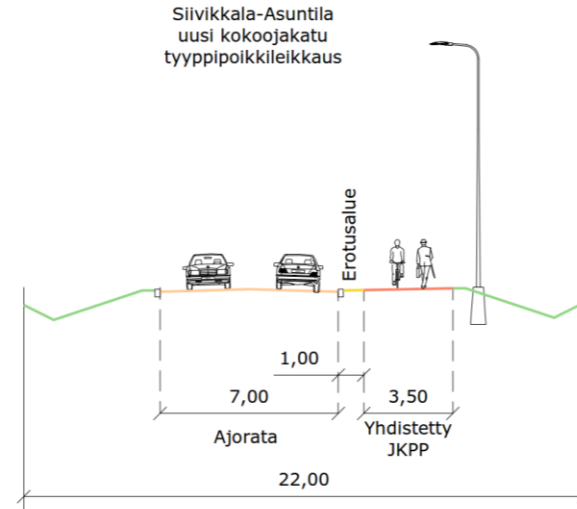 Siivikkala-Asuntila
uusi kokoojakatu
tyyppipoikkileikkaus
Erotusalue
1,00
7,00
3,50
Ajorata
Yhdistetty
JKPP
22,00